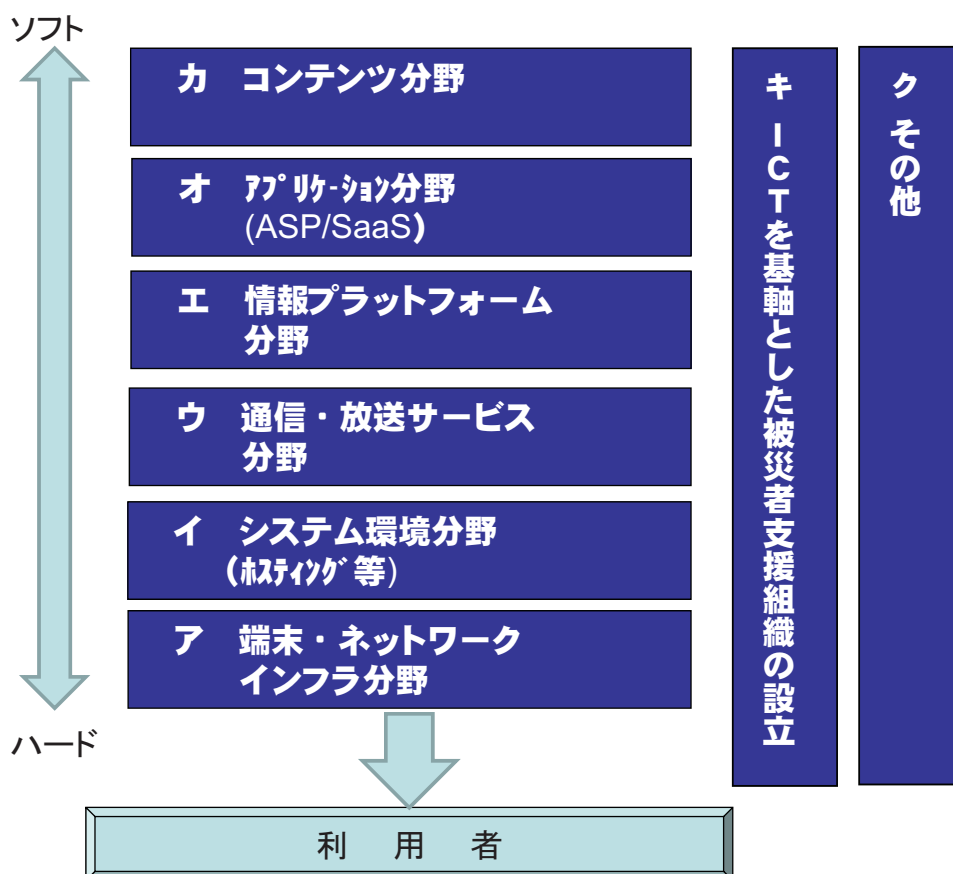 ソフト
カ コンテンツ分野
オ ｱﾌﾟﾘｹｰｼｮﾝ分野
(ASP/SaaS)
エ 情報プラットフォーム
分野
ウ 通信・放送サービス
分野
イ システム環境分野
(ﾎｽﾃｨﾝｸﾞ等)
ア 端末・ネットワーク
インフラ分野
ハード
キ ICTを基軸とした被災者支援組織の設立
ク その他
利用者